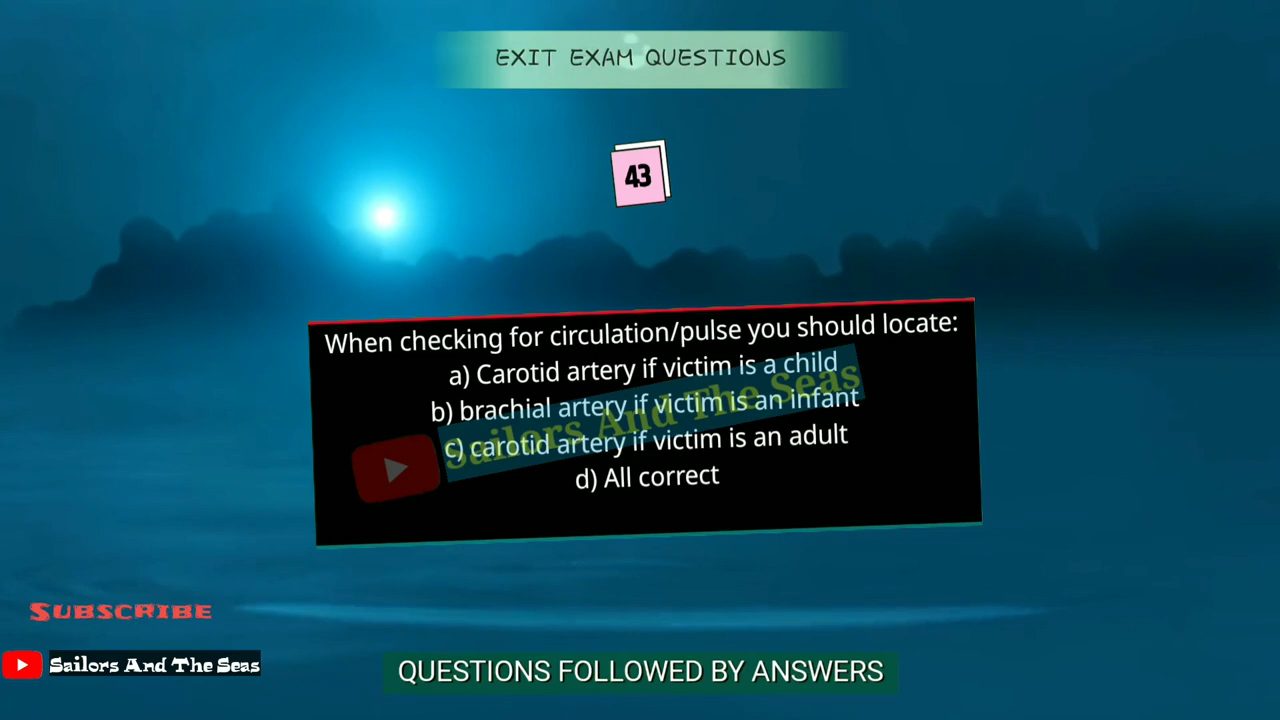 EXIT EXAM QUESTIONS
43
When checking for circulation/pulse you should locate:
a) Carotid artery if victim is a child
b) brachial artery if victim is an infant
c) carotid artery if victim is an adult
d) All correct
Sailors And The Seas
SUBSCRIBE
Sailors And The Seas
QUESTIONS FOLLOWED BY ANSWERS